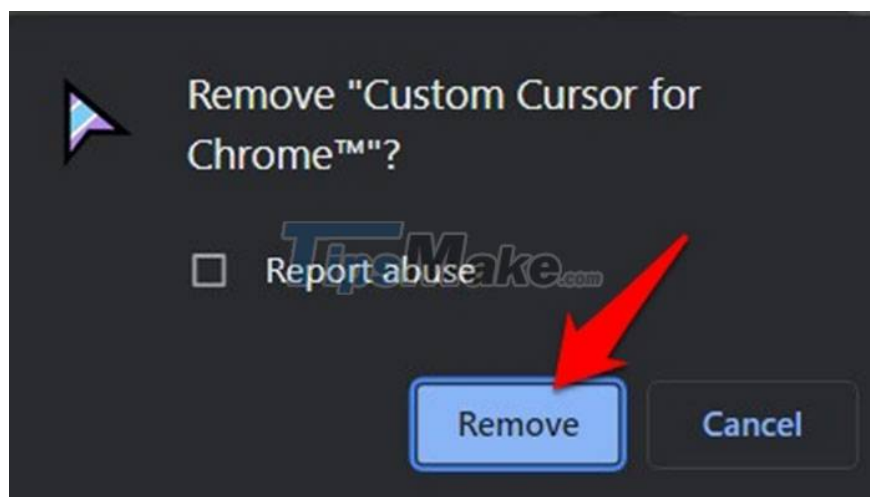 Remove "Custom Cursor for
Chrome™"?
TipsMake.com
Report abuse
Remove
Cancel